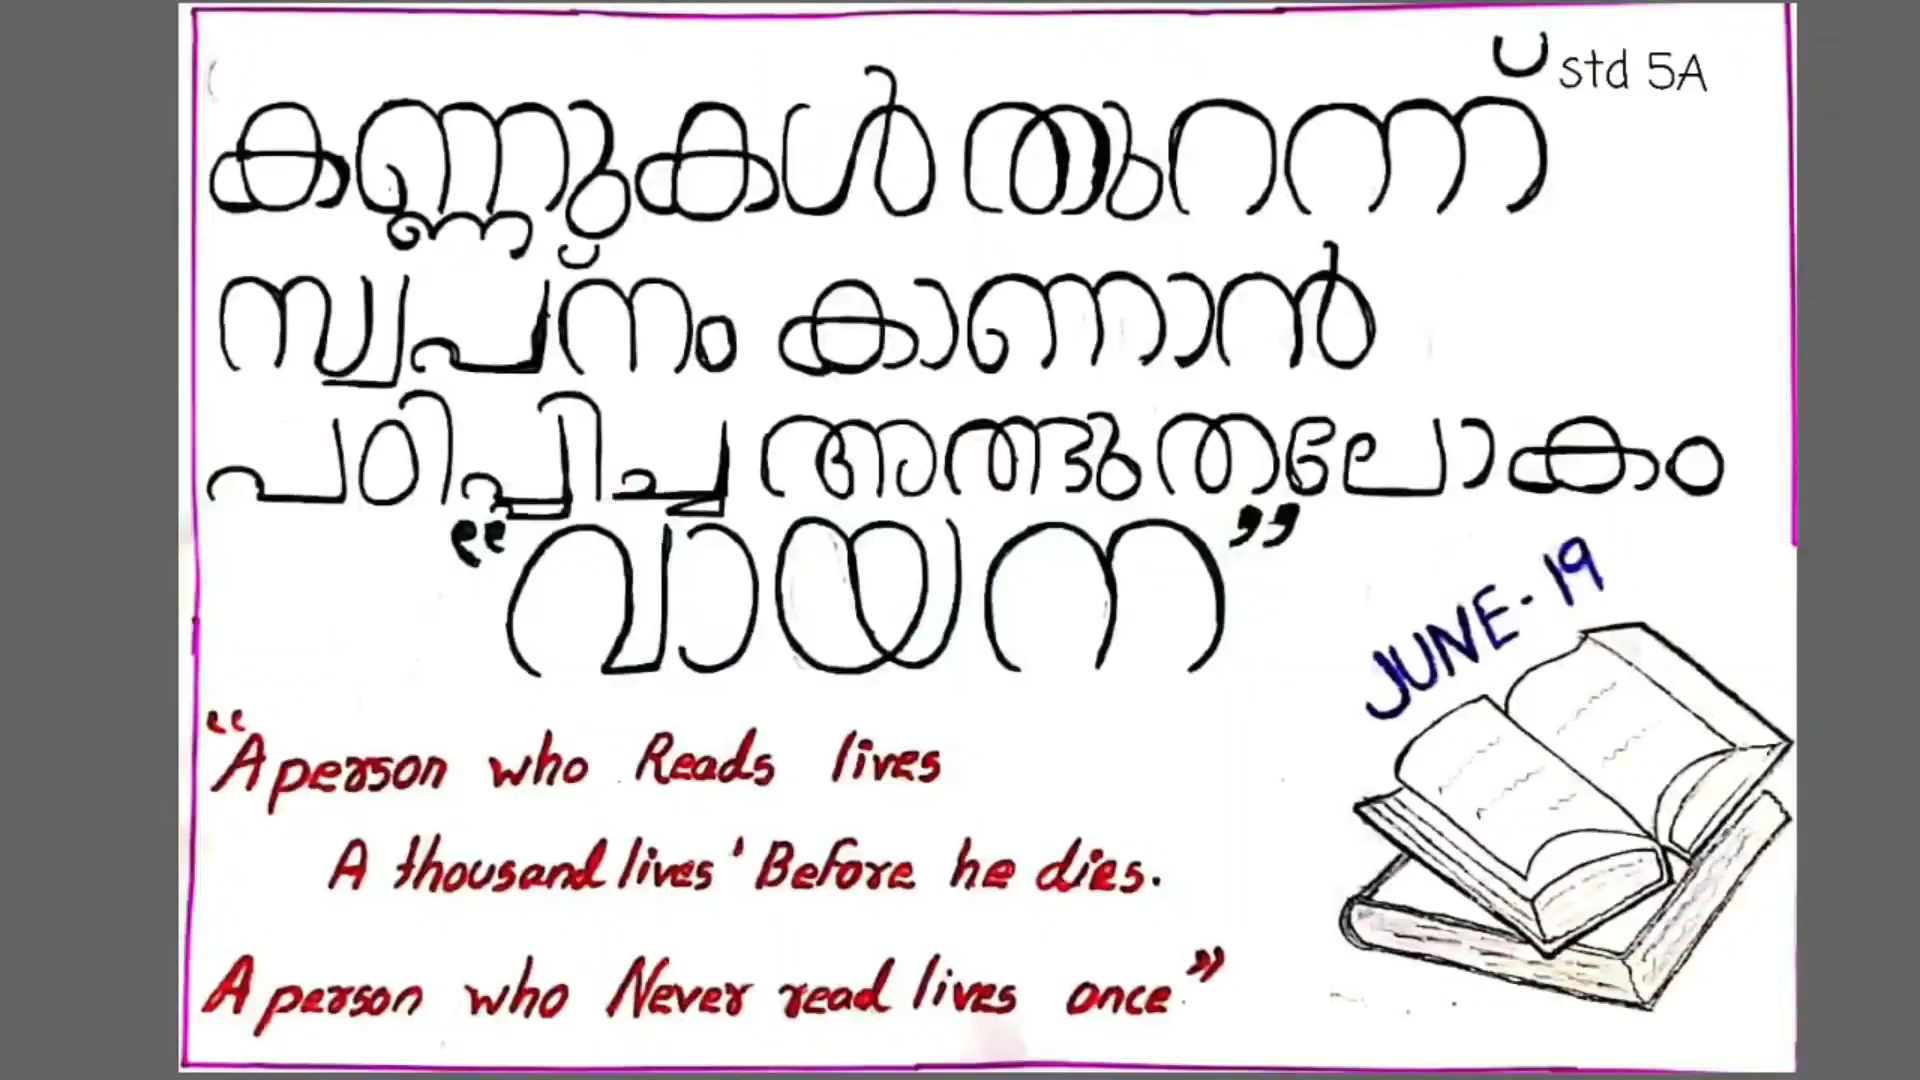 std 5A
കണ്ണുകൾ തുറന്ന്
സ്വപ്നം കാണാൻ
പഠിപ്പിച്ച അത്ഭുതലോകം
“വായന”
JUNE-19
“A person who Reads lives
A thousand lives ' Before he dies.
A person who Never read lives once”